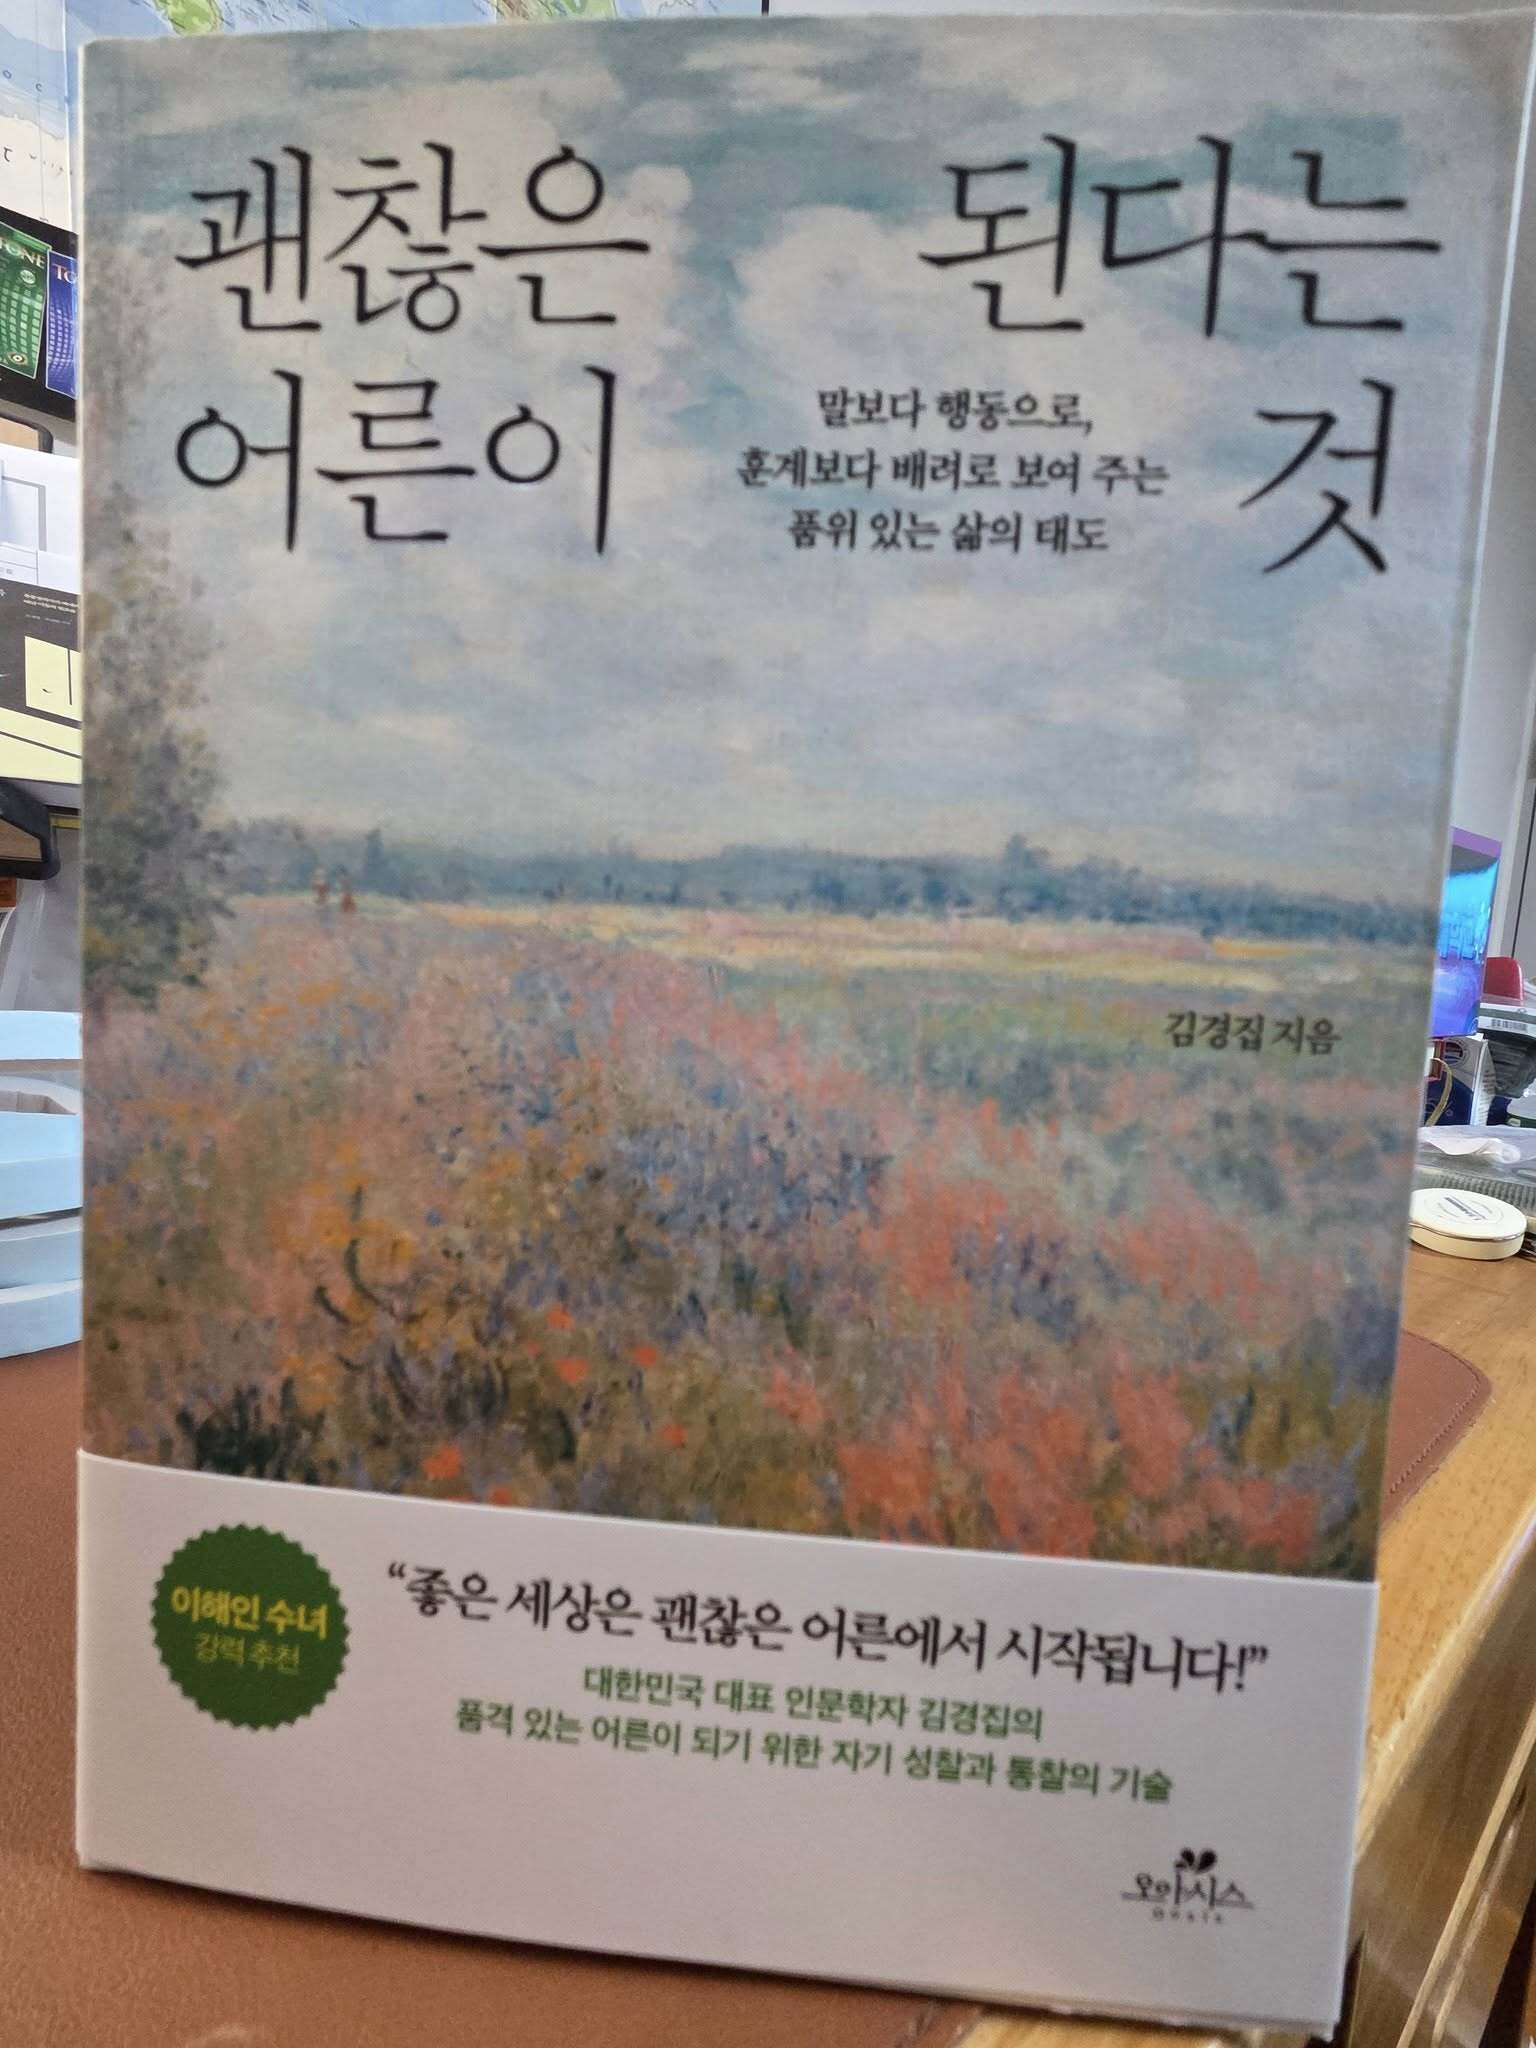 괜찮은
어른이
된다는
것
말보다 행동으로,
훈계보다 배려로 보여 주는
품위 있는 삶의 태도
김경집 지음
이해인 수녀
강력 추천
“좋은 세상은 괜찮은 어른에서 시작됩니다!”
대한민국 대표 인문학자 김경집의
품격 있는 어른이 되기 위한 자기 성찰과 통찰의 기술
오아시스
Oasis